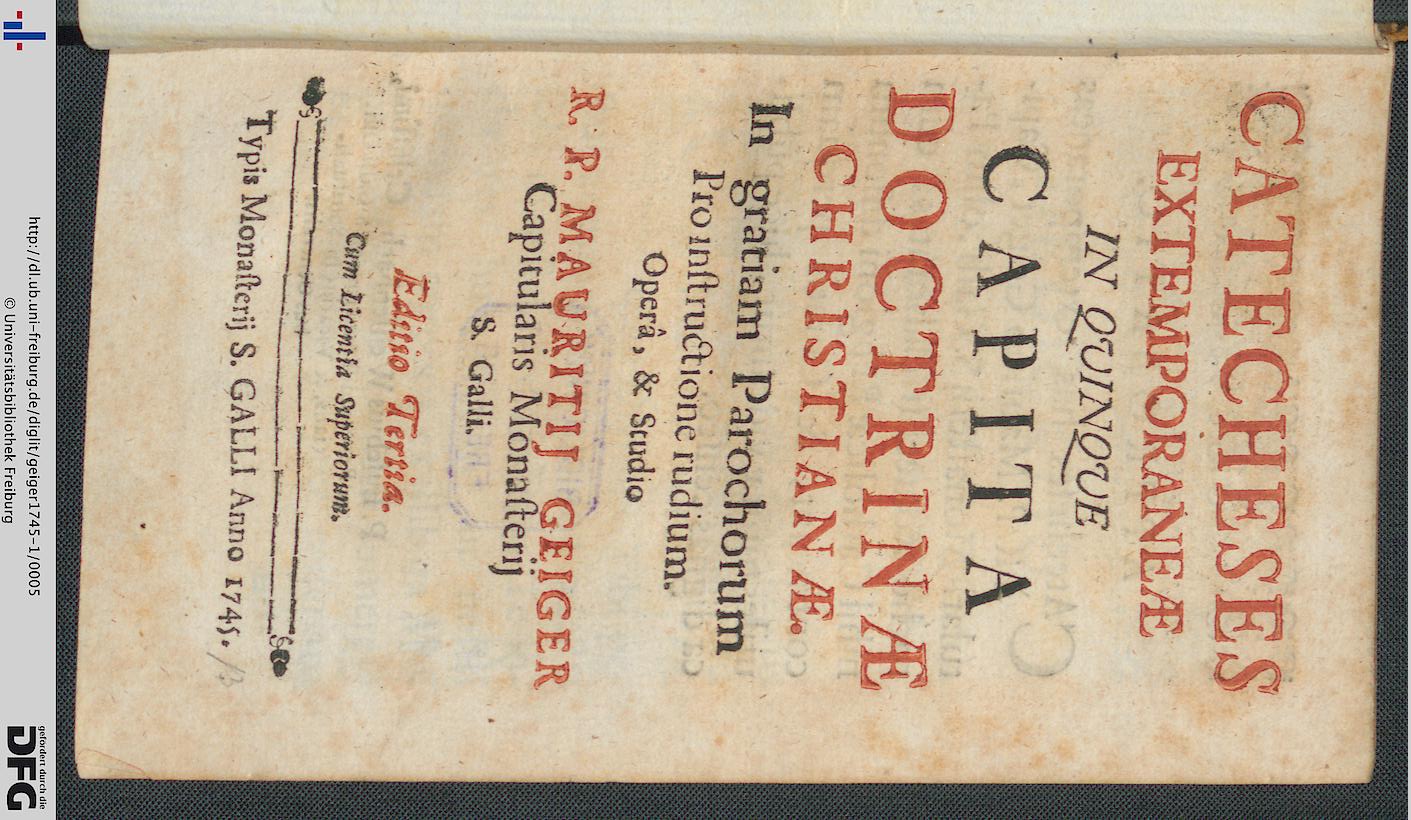 CATECHESES
EXTEMPORANEÆ
IN QUINQUE
CAPITA
DOCTRINÆ
CHRISTIANÆ.
In gratiam Parochorum
Pro inſtructione rudium,
Operâ, & Studio
R. P. MAURITIJ GEIGER
Capitularis Monaſterij
S. Galli.
Editio Tertia.
Cum Licentia Superiorum.
Typis Monaſterij S. GALLI Anno 1745.
http://dl.ub.uni-freiburg.de/diglit/geiger1745-1/0005
© Universitätsbibliothek Freiburg
gefördert durch die
DFG